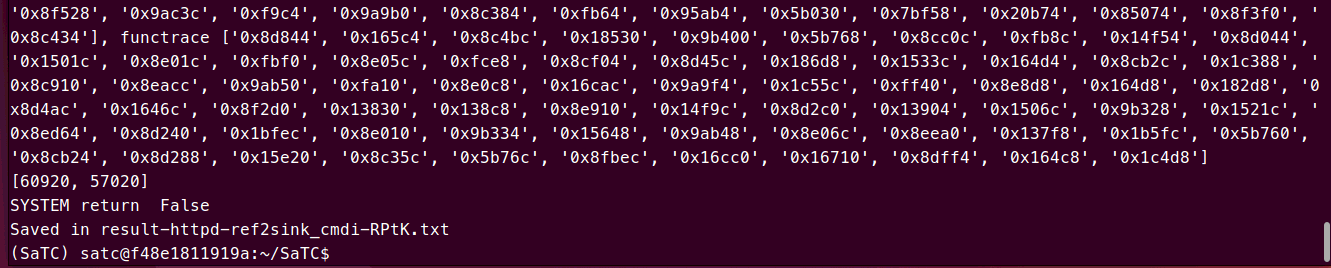 '0x8f528', '0x9ac3c', '0xf9c4', '0x9a9b0', '0x8c384', '0xfb64', '0x95ab4', '0x5b030', '0x7bf58', '0x20b74', '0x85074', '0x8f3f0', '
0x8c434'], functrace ['0x8d844', '0x165c4', '0x8c4bc', '0x18530', '0x9b400', '0x5b768', '0x8cc0c', '0xfb8c', '0x14f54', '0x8d044',
'0x1501c', '0x8e01c', '0xfbf0', '0x8e05c', '0xfce8', '0x8cf04', '0x8d45c', '0x186d8', '0x1533c', '0x164d4', '0x8cb2c', '0x1c388', '
0x8c910', '0x8eacc', '0x9ab50', '0xfa10', '0x8e0c8', '0x16cac', '0x9a9f4', '0x1c55c', '0xff40', '0x8e8d8', '0x164d8', '0x182d8', '0
x8d4ac', '0x1646c', '0x8f2d0', '0x13830', '0x138c8', '0x8e910', '0x14f9c', '0x8d2c0', '0x13904', '0x1506c', '0x9b328', '0x1521c', '
0x8ed64', '0x8d240', '0x1bfec', '0x8e010', '0x9b334', '0x15648', '0x9ab48', '0x8e06c', '0x8eea0', '0x137f8', '0x1b5fc', '0x5b760',
'0x8cb24', '0x8d288', '0x15e20', '0x8c35c', '0x5b76c', '0x8fbec', '0x16cc0', '0x16710', '0x8dff4', '0x164c8', '0x1c4d8']
[60920, 57020]
SYSTEM return  False
Saved in result-httpd-ref2sink_cmdi-RPtK.txt
(SaTC) satc@f48e1811919a:~/SaTC$